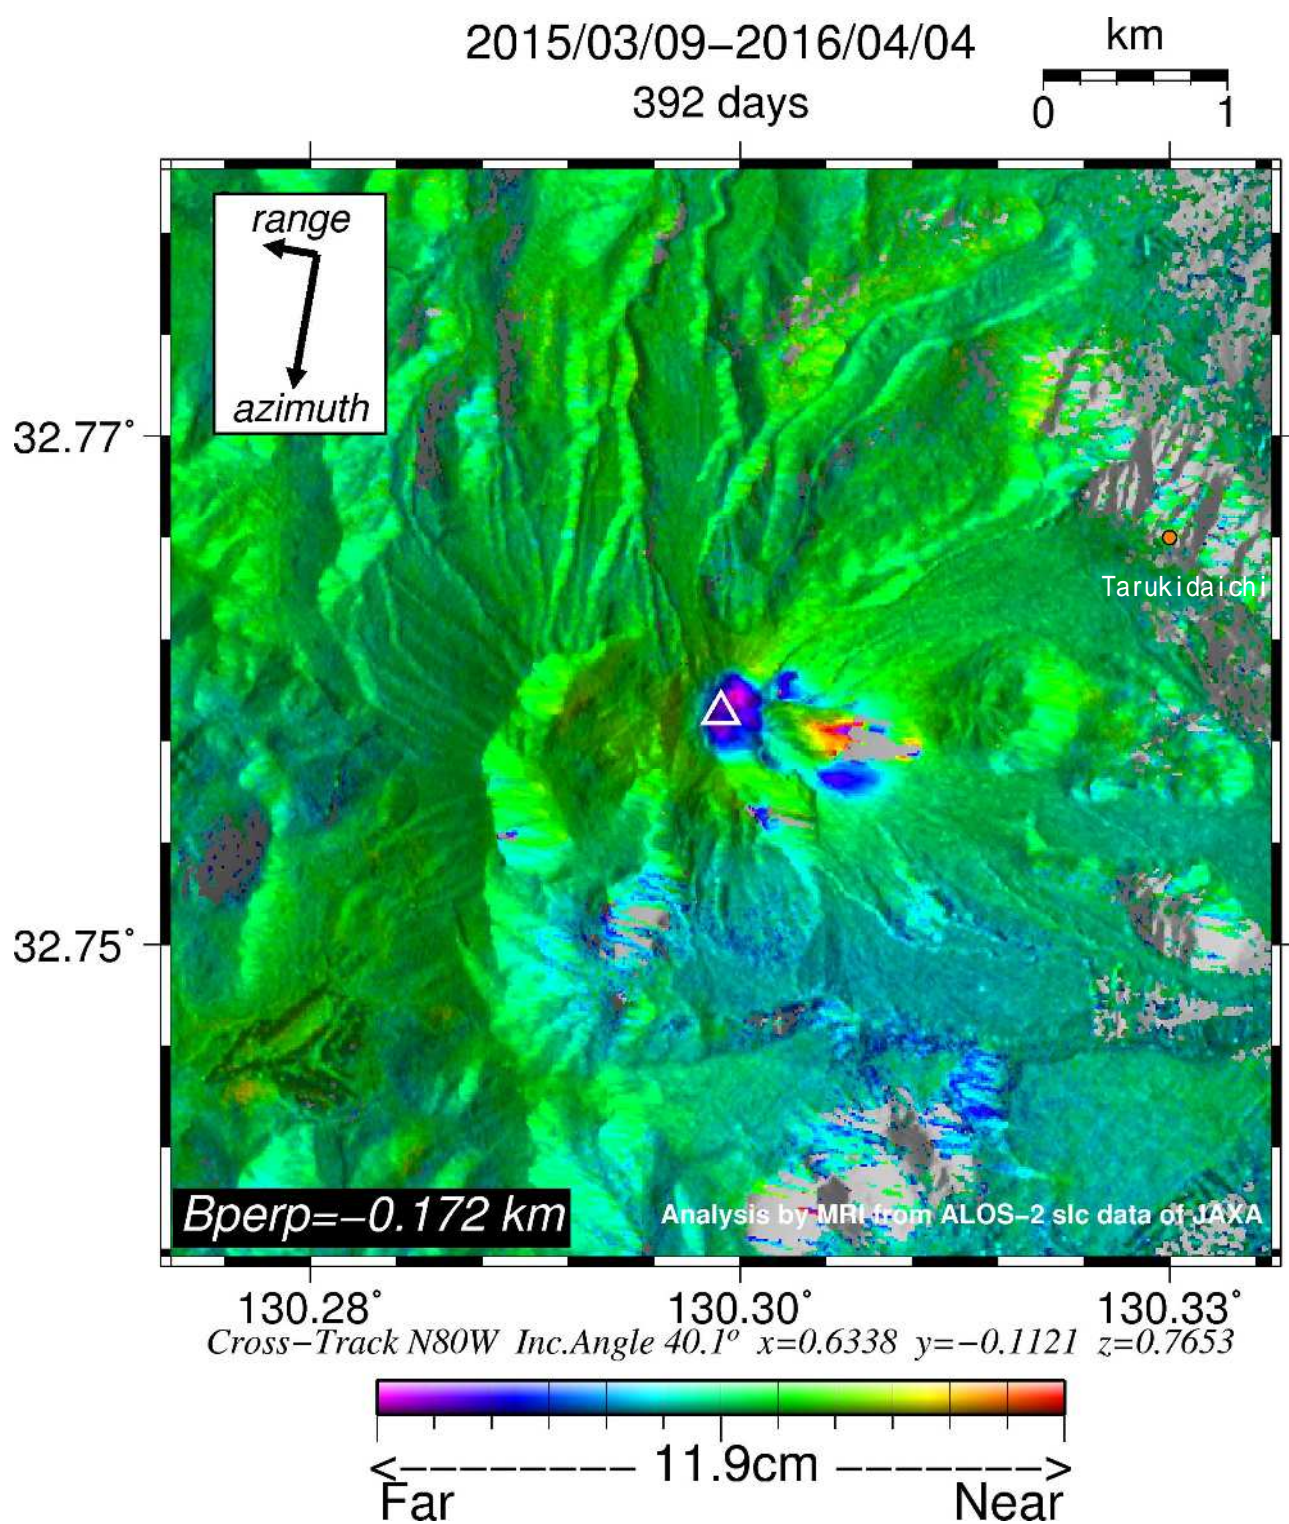 2015/03/09−2016/04/04
392 days
km
0 1
range
azimuth
32.77°
Tarukidaichi
32.75°
Bperp=−0.172 km
Analysis by MRI from ALOS−2 slc data of JAXA
130.28° 130.30° 130.33°
Cross−Track N80W Inc.Angle 40.1° x=0.6338 y=−0.1121 z=0.7653
<−−−−−−−−− 11.9cm −−−−−−−>
Far Near